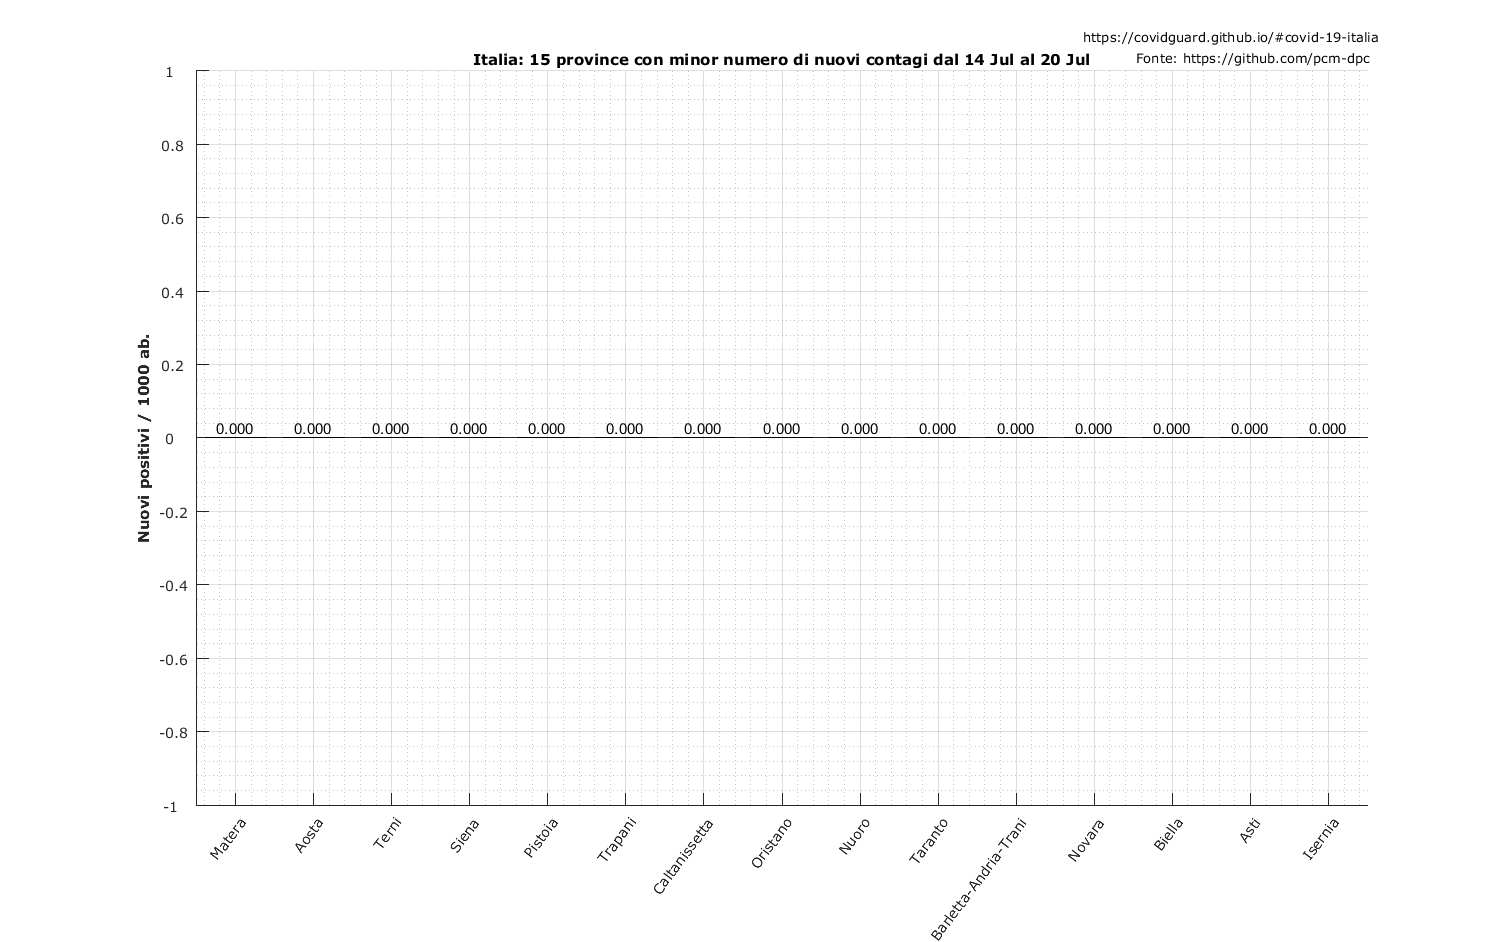 https://covidguard.github.io/#covid-19-italia
Italia: 15 province con minor numero di nuovi contagi dal 14 Jul al 20 Jul
Fonte: https://github.com/pcm-dpc
Nuovi positivi / 1000 ab.
1
0.8
0.6
0.4
0.2
0
-0.2
-0.4
-0.6
-0.8
-1
0.000 0.000 0.000 0.000 0.000 0.000 0.000 0.000 0.000 0.000 0.000 0.000 0.000 0.000 0.000
Matera
Aosta
Terni
Siena
Pistoia
Trapani
Caltanissetta
Oristano
Nuoro
Taranto
Barletta-Andria-Trani
Novara
Biella
Asti
Isernia